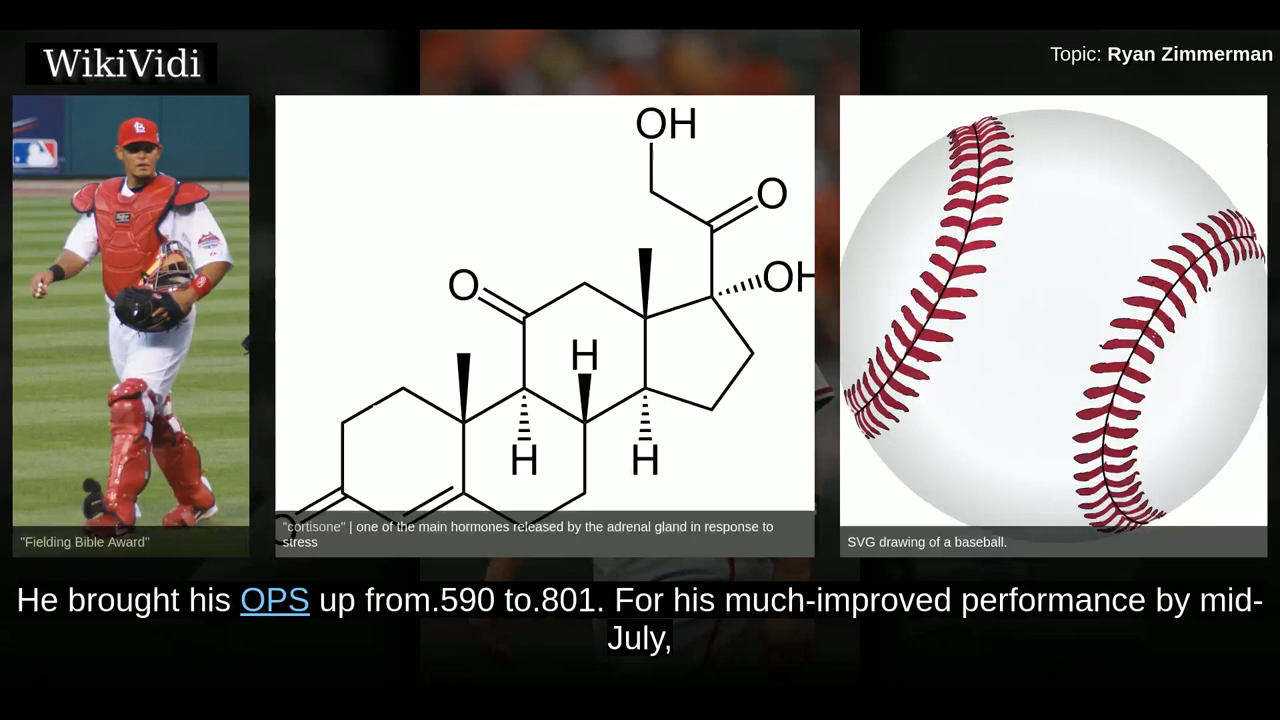 WikiVidi
Topic: Ryan Zimmerman
OH
O
OH
O
H
H
H
O
"Fielding Bible Award"
"cortisone" | one of the main hormones released by the adrenal gland in response to
stress
SVG drawing of a baseball.
He brought his OPS up from.590 to.801. For his much-improved performance by mid-
July,